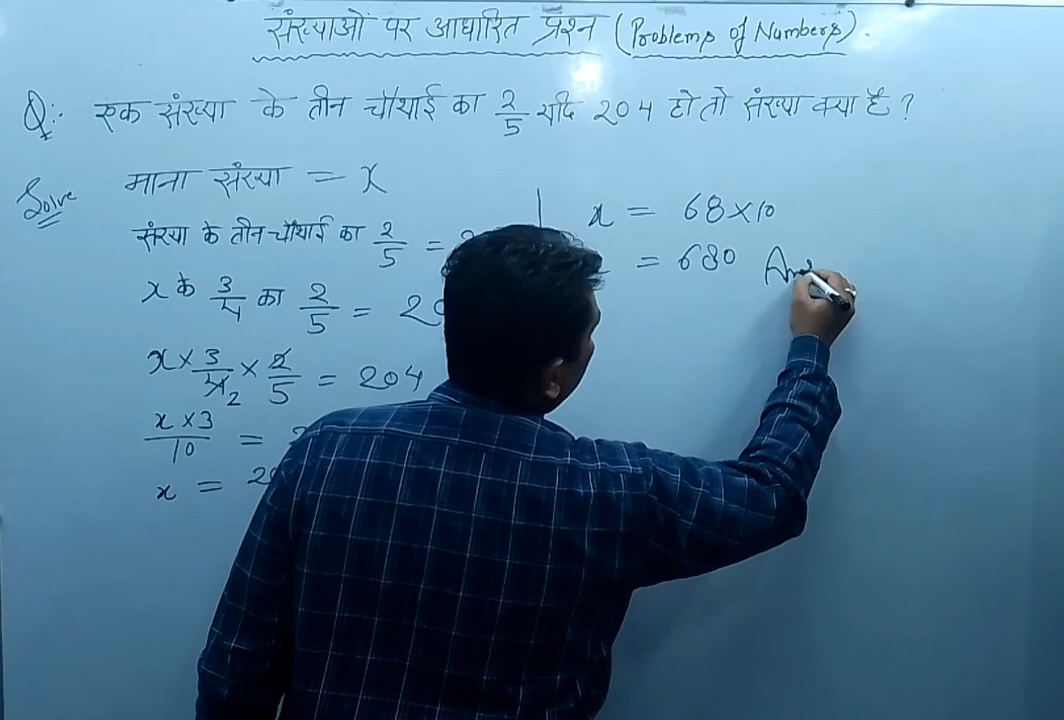 संख्याओं पर आधारित प्रश्न (Problems of Numbers).
Q:- एक संख्या के तीन चौथाई का 2/5 यदि 204 हो तो संख्या क्या है ?
Solve
माना संख्या = x
संख्या के तीन चौथाई का 2/5 =
x के 3/4 का 2/5 = 20
x × 3/4 2 × 2/5 = 204
x × 3/10 =
x = 20
x = 68 × 10
= 680 Ans